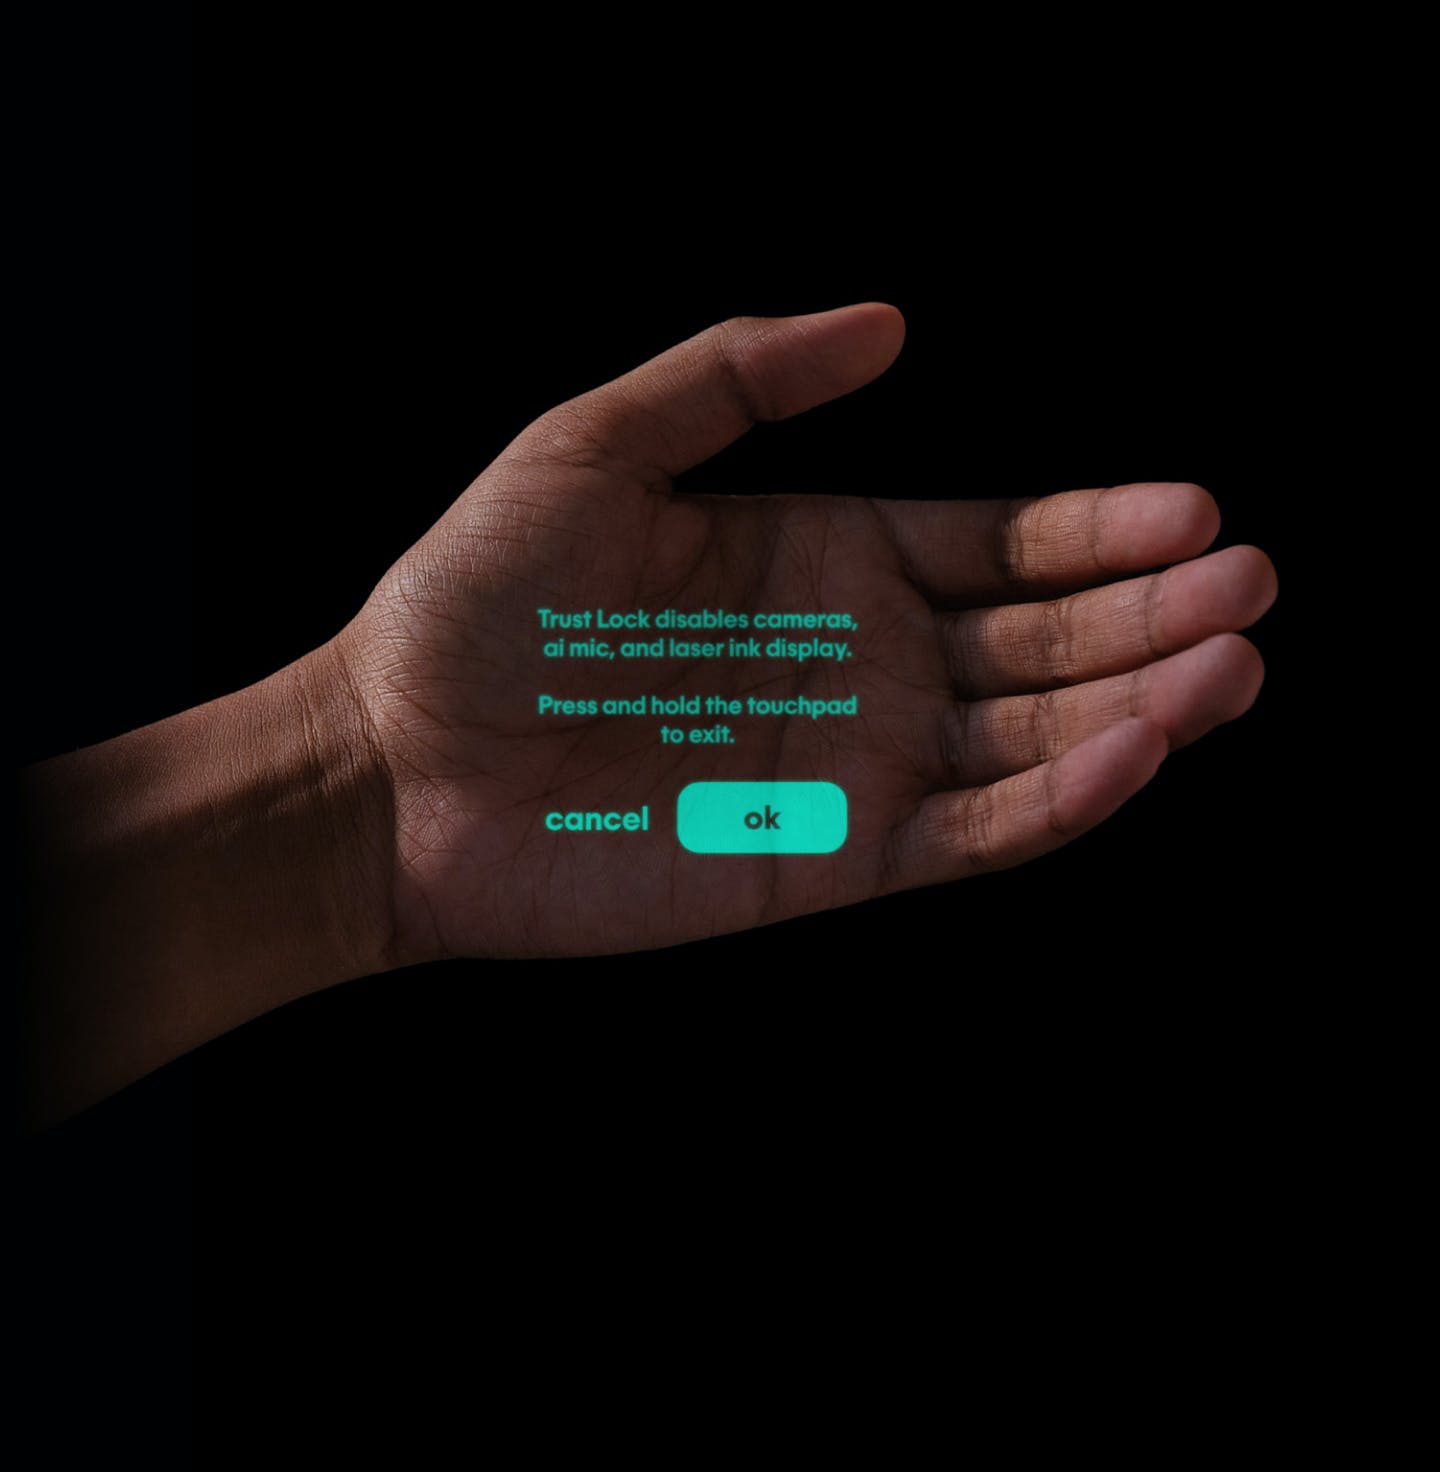 Trust Lock disables cameras,
ai mic, and laser ink display.
Press and hold the touchpad
to exit.
cancel
ok